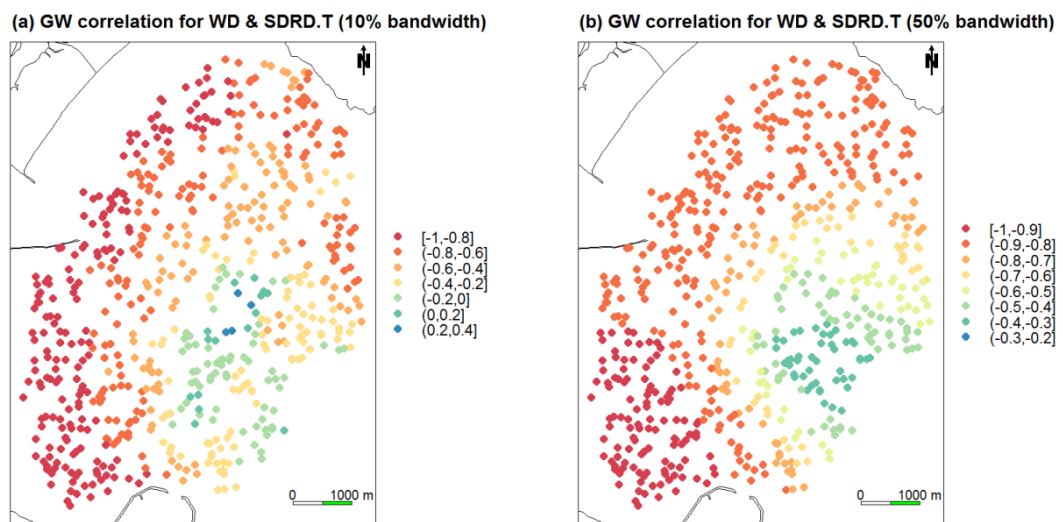 (a) GW correlation for WD & SDRD.T (10% bandwidth)
N
[-1,-0.8]
(-0.8,-0.6]
(-0.6,-0.4]
(-0.4,-0.2]
(-0.2,0]
(0,0.2]
(0.2,0.4]
0 1000 m
(b) GW correlation for WD & SDRD.T (50% bandwidth)
N
[-1,-0.9]
(-0.9,-0.8]
(-0.8,-0.7]
(-0.7,-0.6]
(-0.6,-0.5]
(-0.5,-0.4]
(-0.4,-0.3]
(-0.3,-0.2]
0 1000 m